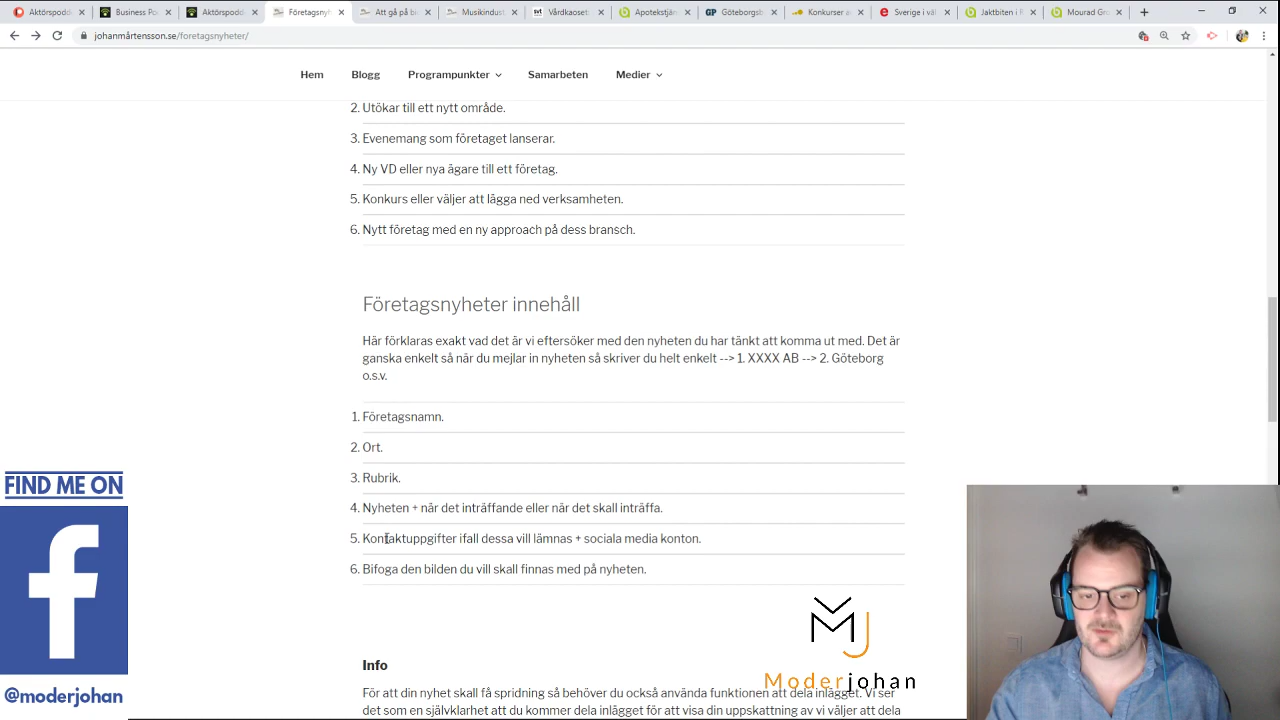 Aktörspodd
Business Po
Aktörspodd
Företagsnyh
Att gå på bi
Musikindust
svt Vårdkaoset
Apotekstjän
GP Göteborgsb
Konkurser o
Sverige i väl
Jaktbiten i R
Mourad Gro
johanmårtensson.se/foretagsnyheter/
Hem Blogg Programpunkter Samarbeten Medier
2. Utökar till ett nytt område.
3. Evenemang som företaget lanserar.
4. Ny VD eller nya ägare till ett företag.
5. Konkurs eller väljer att lägga ned verksamheten.
6. Nytt företag med en ny approach på dess bransch.
Företagsnyheter innehåll
Här förklaras exakt vad det är vi eftersöker med den nyheten du har tänkt att komma ut med. Det är
ganska enkelt så när du mejlar in nyheten så skriver du helt enkelt --> 1. XXXX AB --> 2. Göteborg
o.s.v.
1. Företagsnamn.
2. Ort.
3. Rubrik.
4. Nyheten + när det inträffande eller när det skall inträffa.
5. Kontaktuppgifter ifall dessa vill lämnas + sociala media konton.
6. Bifoga den bilden du vill skall finnas med på nyheten.
Info
För att din nyhet skall få spridning så behöver du också använda funktionen att dela inlägget. Vi ser
det som en självklarhet att du kommer dela inlägget för att visa din uppskattning av vi väljer att dela
FIND ME ON
f
@moderjohan
MJ
Moderjohan